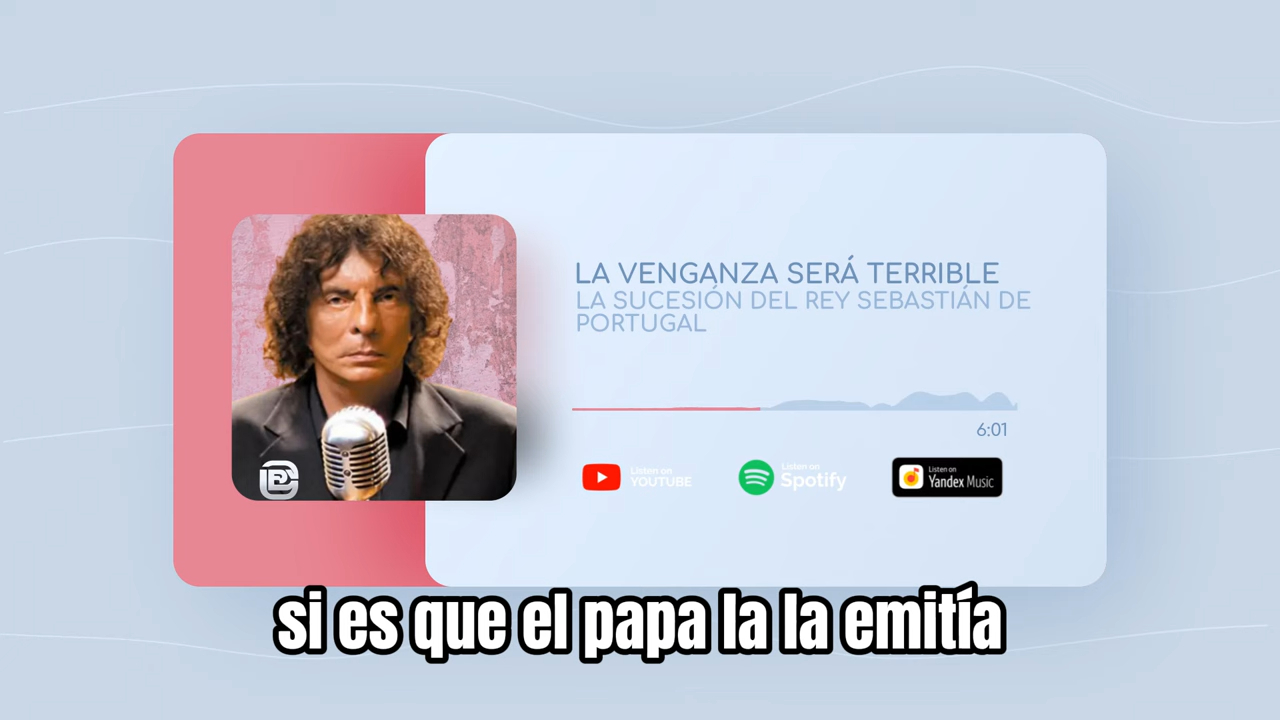 LA VENGANZA SERÁ TERRIBLE
LA SUCESIÓN DEL REY SEBASTIÁN DE
PORTUGAL
6:01
Listen on
YOUTUBE
Listen on
Spotify
Listen on
Yandex Music
si es que el papa la la emitía